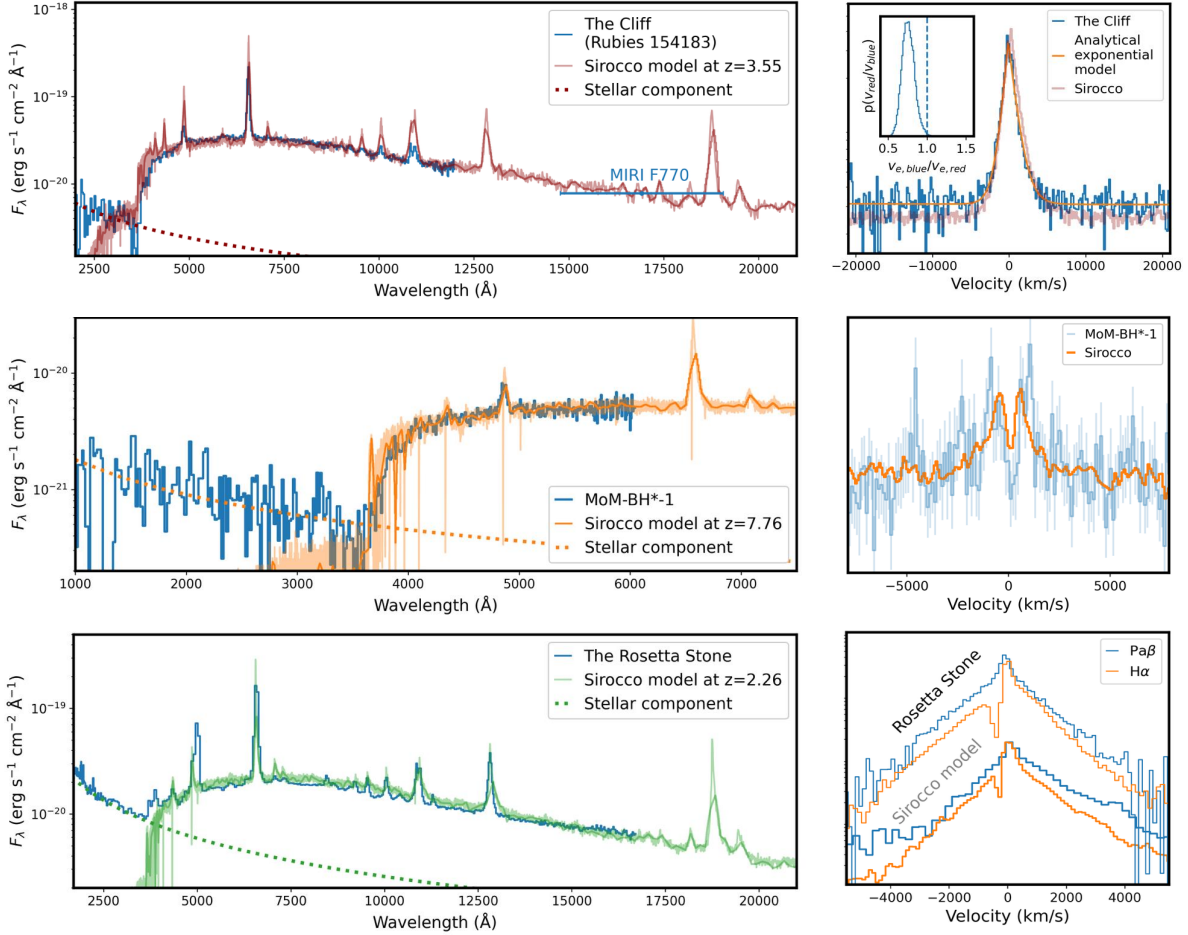 10⁻¹⁸
10⁻¹⁹
10⁻²⁰
F_λ (erg s⁻¹ cm⁻² Å⁻¹)
The Cliff
(Rubies 154183)
Sirocco model at z=3.55
Stellar component
MIRI F770
2500 5000 7500 10000 12500 15000 17500 20000
Wavelength (Å)
p(v_red/v_blue)
0.5 1.0 1.5
v_e,blue/v_e,red
The Cliff
Analytical
exponential
model
Sirocco
−20000 −10000 0 10000 20000
Velocity (km/s)
10⁻²⁰
10⁻²¹
F_λ (erg s⁻¹ cm⁻² Å⁻¹)
MoM-BH*-1
Sirocco model at z=7.76
Stellar component
1000 2000 3000 4000 5000 6000 7000
Wavelength (Å)
MoM-BH*-1
Sirocco
−5000 0 5000
Velocity (km/s)
10⁻¹⁹
10⁻²⁰
F_λ (erg s⁻¹ cm⁻² Å⁻¹)
The Rosetta Stone
Sirocco model at z=2.26
Stellar component
2500 5000 7500 10000 12500 15000 17500 20000
Wavelength (Å)
Paβ
Hα
Rosetta Stone
Sirocco model
−4000 −2000 0 2000 4000
Velocity (km/s)